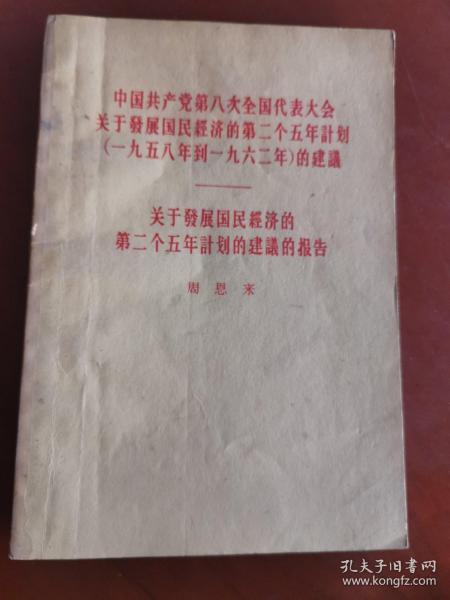 中国共产党第八次全国代表大会
关于發展国民經济的第二个五年計划
(一九五八年到一九六二年)的建議
关于發展国民經济的
第二个五年計划的建議的报告
周恩来
孔夫子旧书网
www.kongfz.com